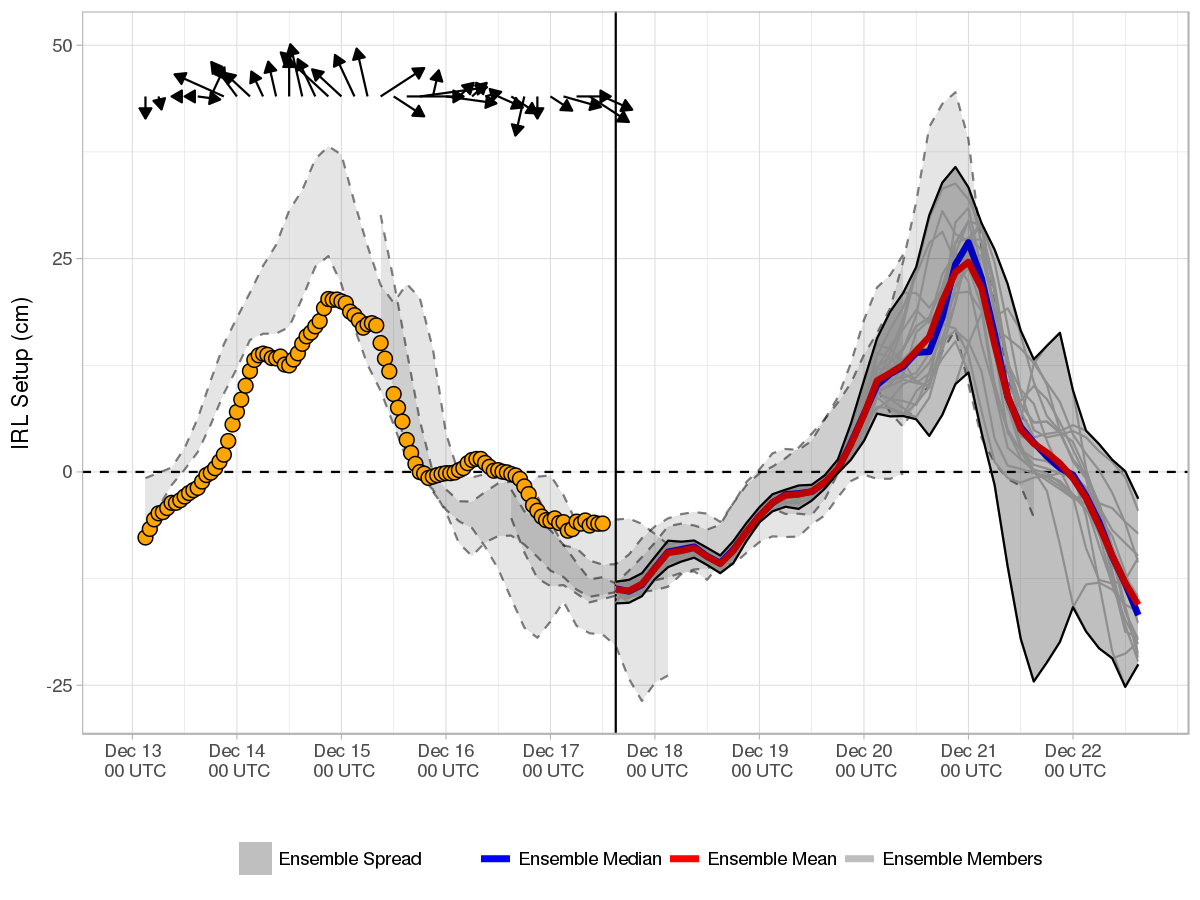 50
25
0
-25
IRL Setup (cm)
Dec 13 Dec 14 Dec 15 Dec 16 Dec 17 Dec 18 Dec 19 Dec 20 Dec 21 Dec 22
00 UTC 00 UTC 00 UTC 00 UTC 00 UTC 00 UTC 00 UTC 00 UTC 00 UTC 00 UTC
Ensemble Spread Ensemble Median Ensemble Mean Ensemble Members